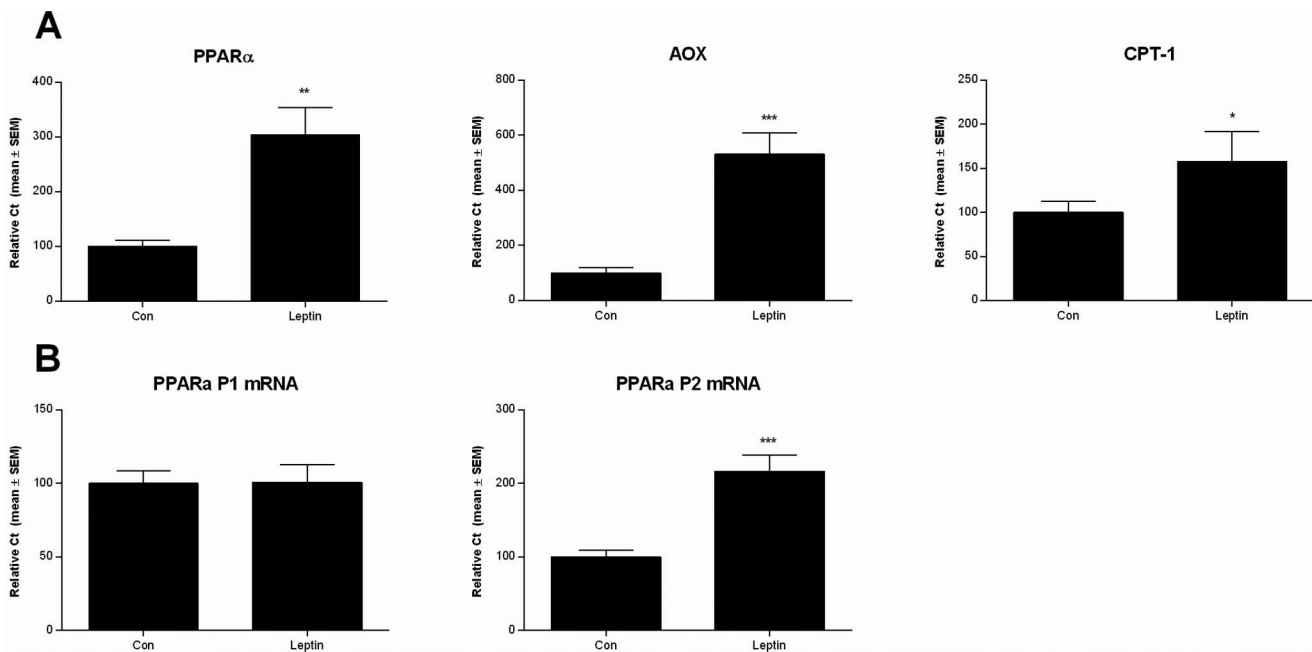 A
PPARα
Relative Ct (mean ± SEM)
400
300
200
100
0
**
Con
Leptin
AOX
Relative Ct (mean ± SEM)
800
600
400
200
0
***
Con
Leptin
CPT-1
Relative Ct (mean ± SEM)
250
200
150
100
50
0
*
Con
Leptin
B
PPARa P1 mRNA
Relative Ct (mean ± SEM)
150
100
50
0
Con
Leptin
PPARa P2 mRNA
Relative Ct (mean ± SEM)
300
200
100
0
***
Con
Leptin